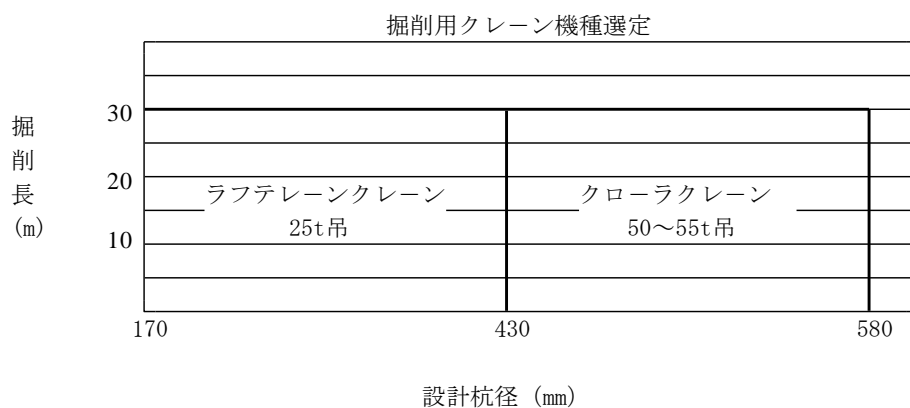 掘削用クレーン機種選定
掘
削
長
(m)
30
20
10
ラフテレーンクレーン
25t吊
クローラクレーン
50～55t吊
170
430
580
設計杭径 (mm)